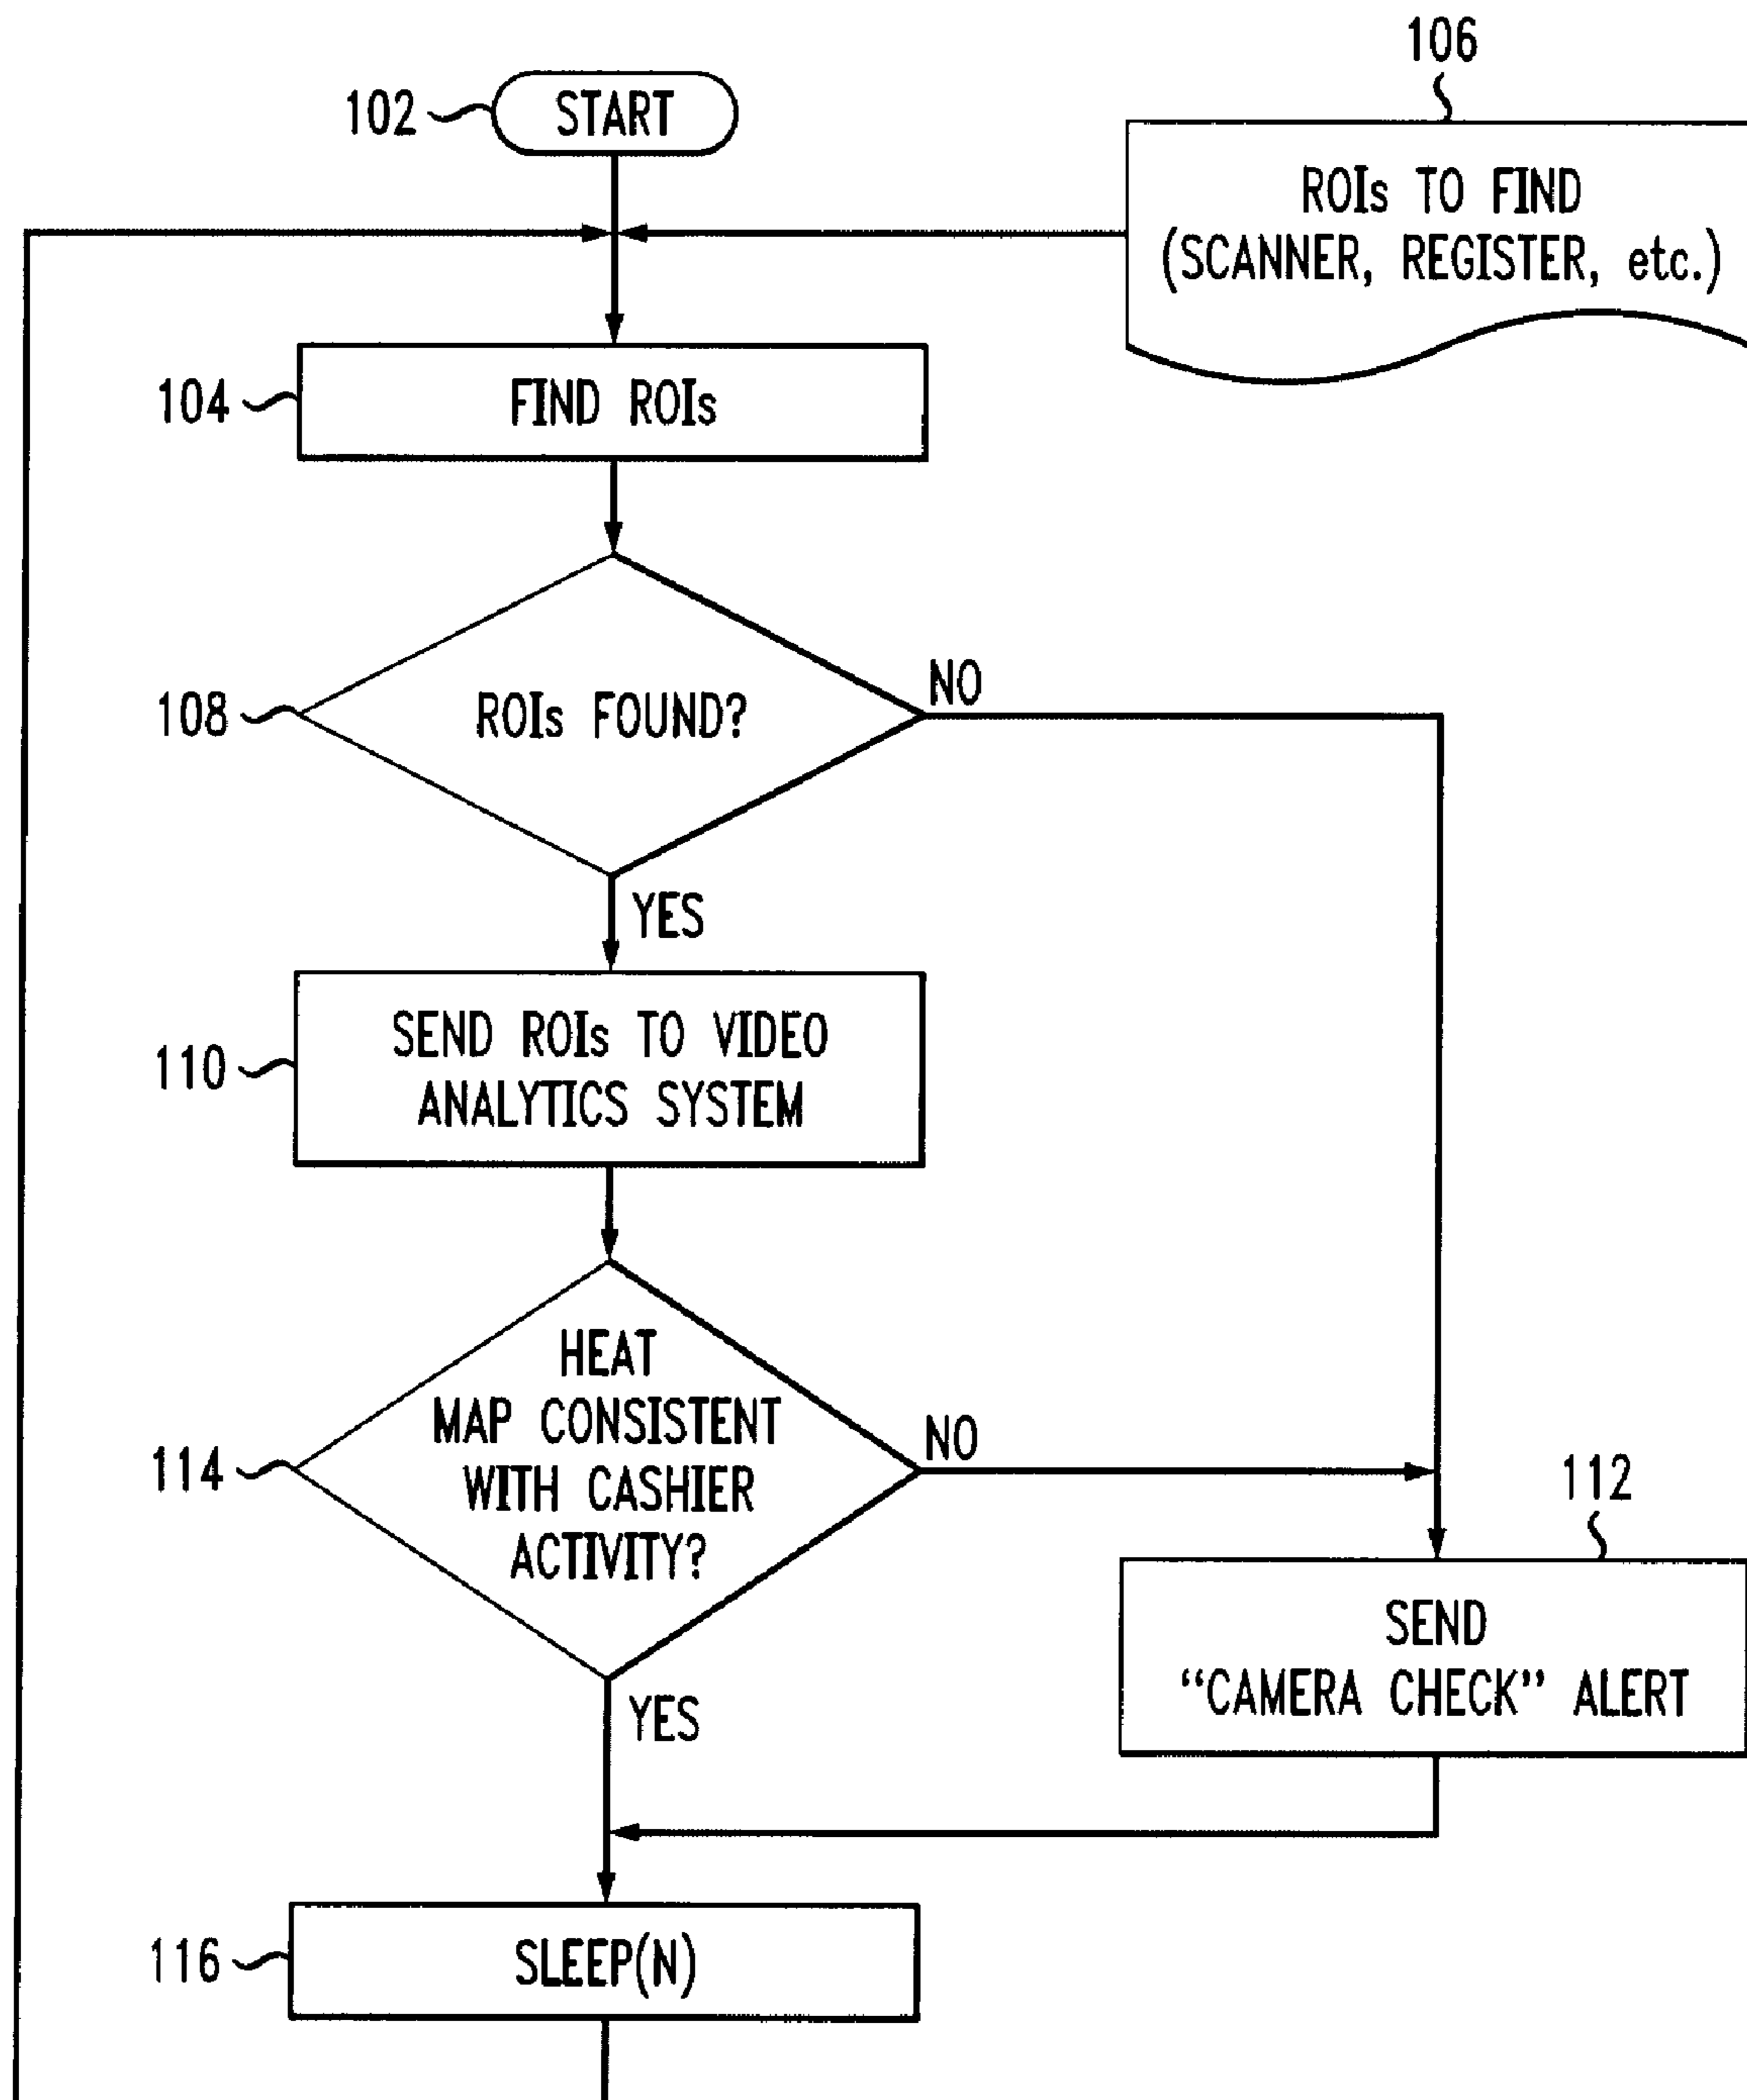 106
102
START
ROIs TO FIND
(SCANNER, REGISTER, etc.)
104
FIND ROIs
108
ROIs FOUND?
NO
YES
110
SEND ROIs TO VIDEO
ANALYTICS SYSTEM
114
HEAT
MAP CONSISTENT
WITH CASHIER
ACTIVITY?
NO
YES
112
SEND
“CAMERA CHECK” ALERT
116
SLEEP(N)